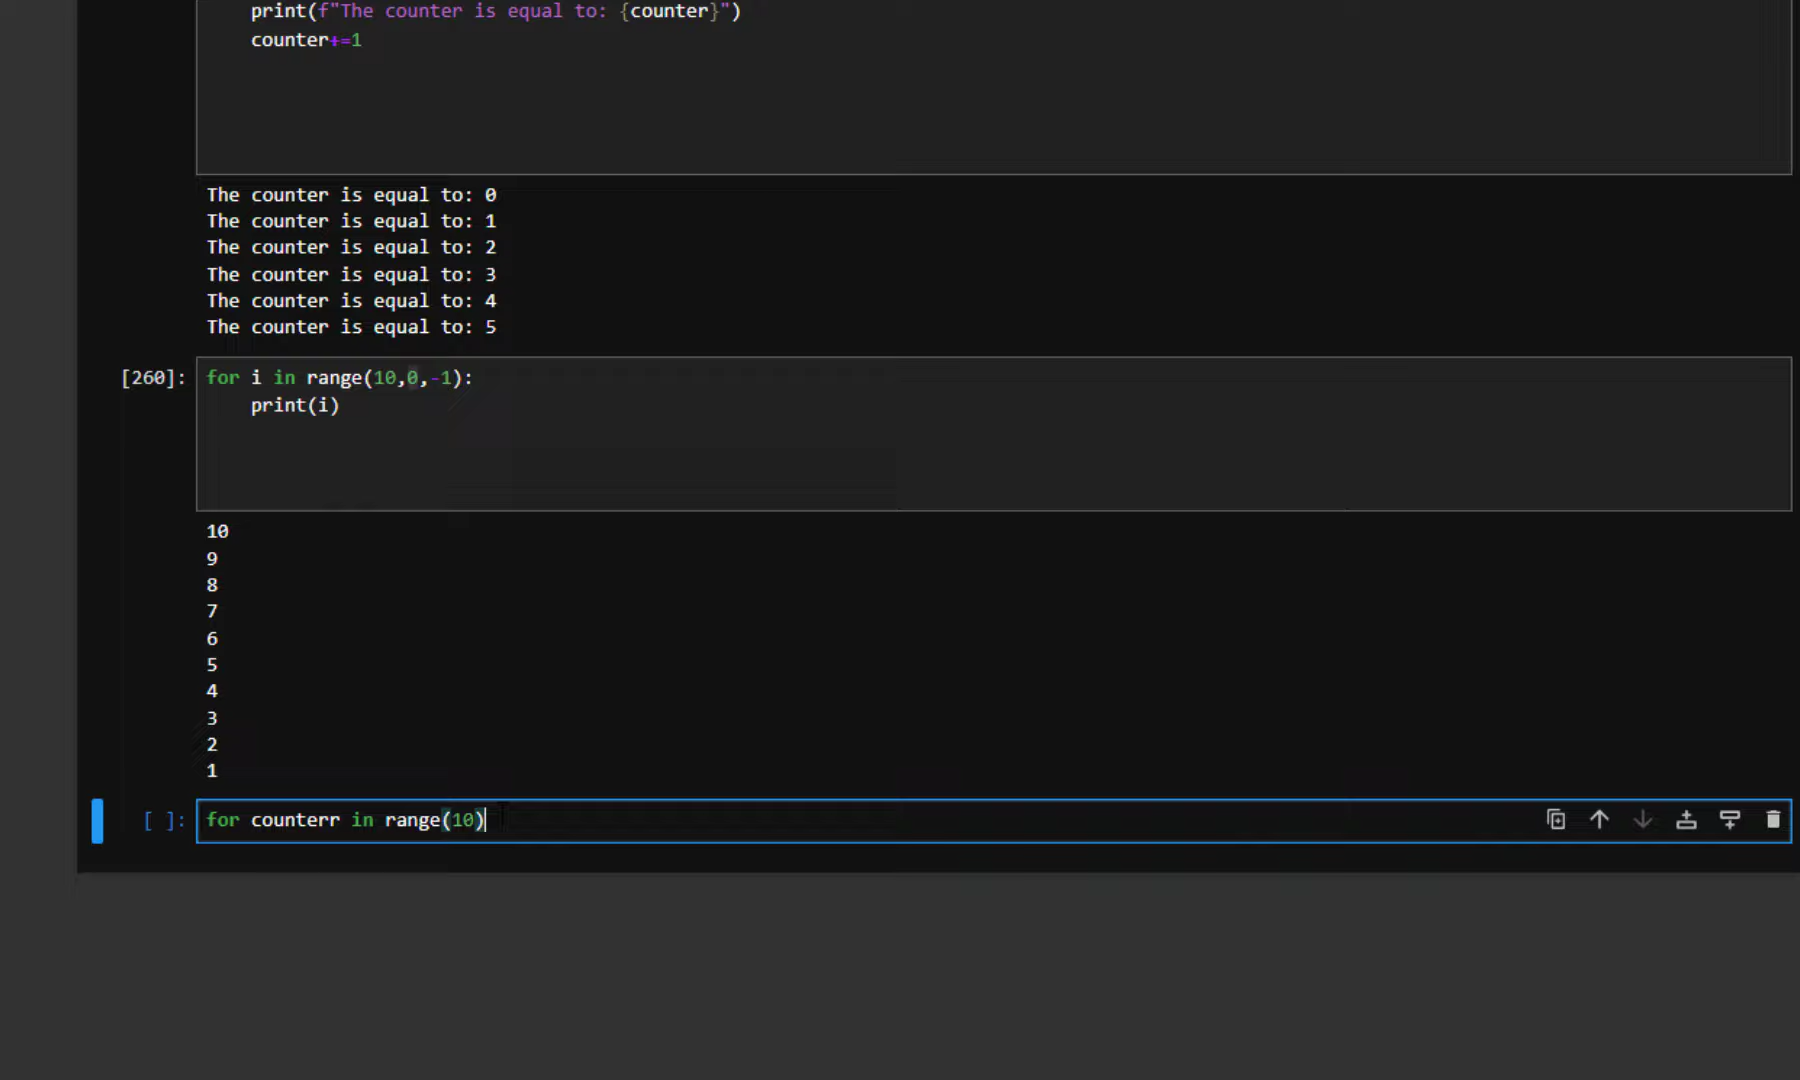 print(f"The counter is equal to: {counter}")
counter+=1
The counter is equal to: 0
The counter is equal to: 1
The counter is equal to: 2
The counter is equal to: 3
The counter is equal to: 4
The counter is equal to: 5
[260]: for i in range(10,0,-1):
print(i)
10
9
8
7
6
5
4
3
2
1
[ ]: for counterr in range(10)